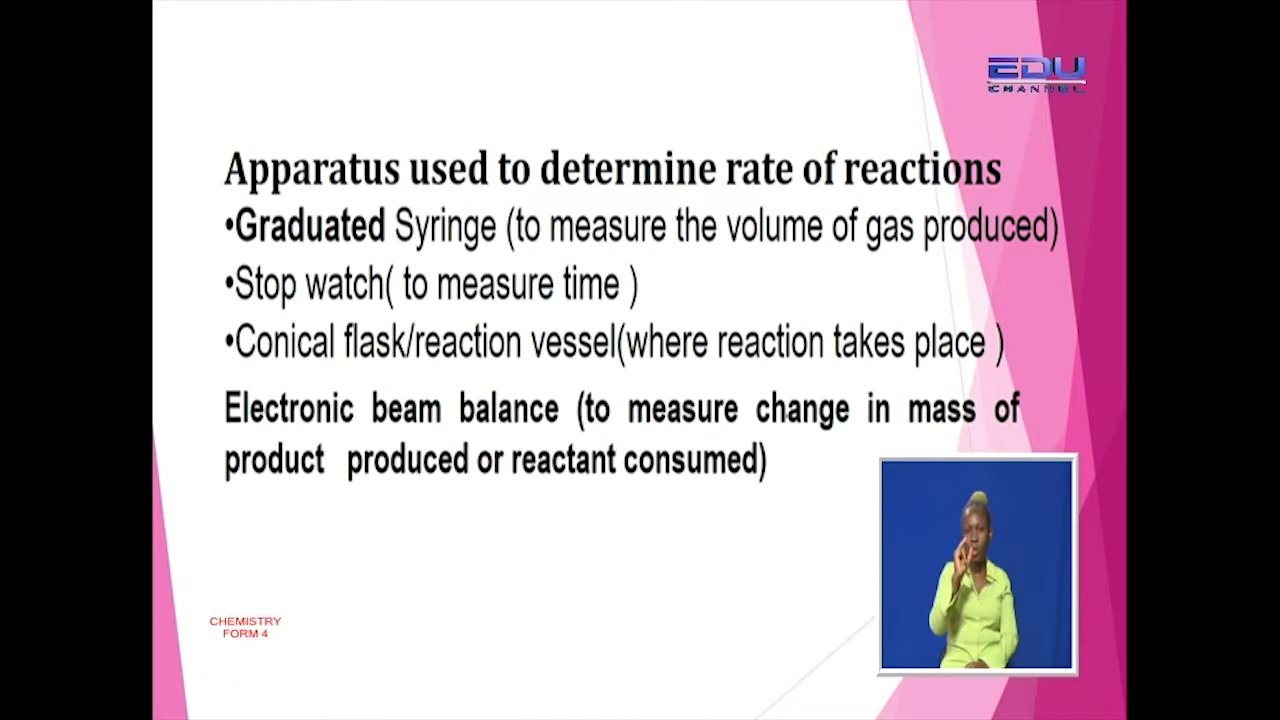 EDU
CHANNEL
Apparatus used to determine rate of reactions
•Graduated Syringe (to measure the volume of gas produced)
•Stop watch( to measure time )
•Conical flask/reaction vessel(where reaction takes place )
Electronic beam balance (to measure change in mass of
product produced or reactant consumed)
CHEMISTRY
FORM 4